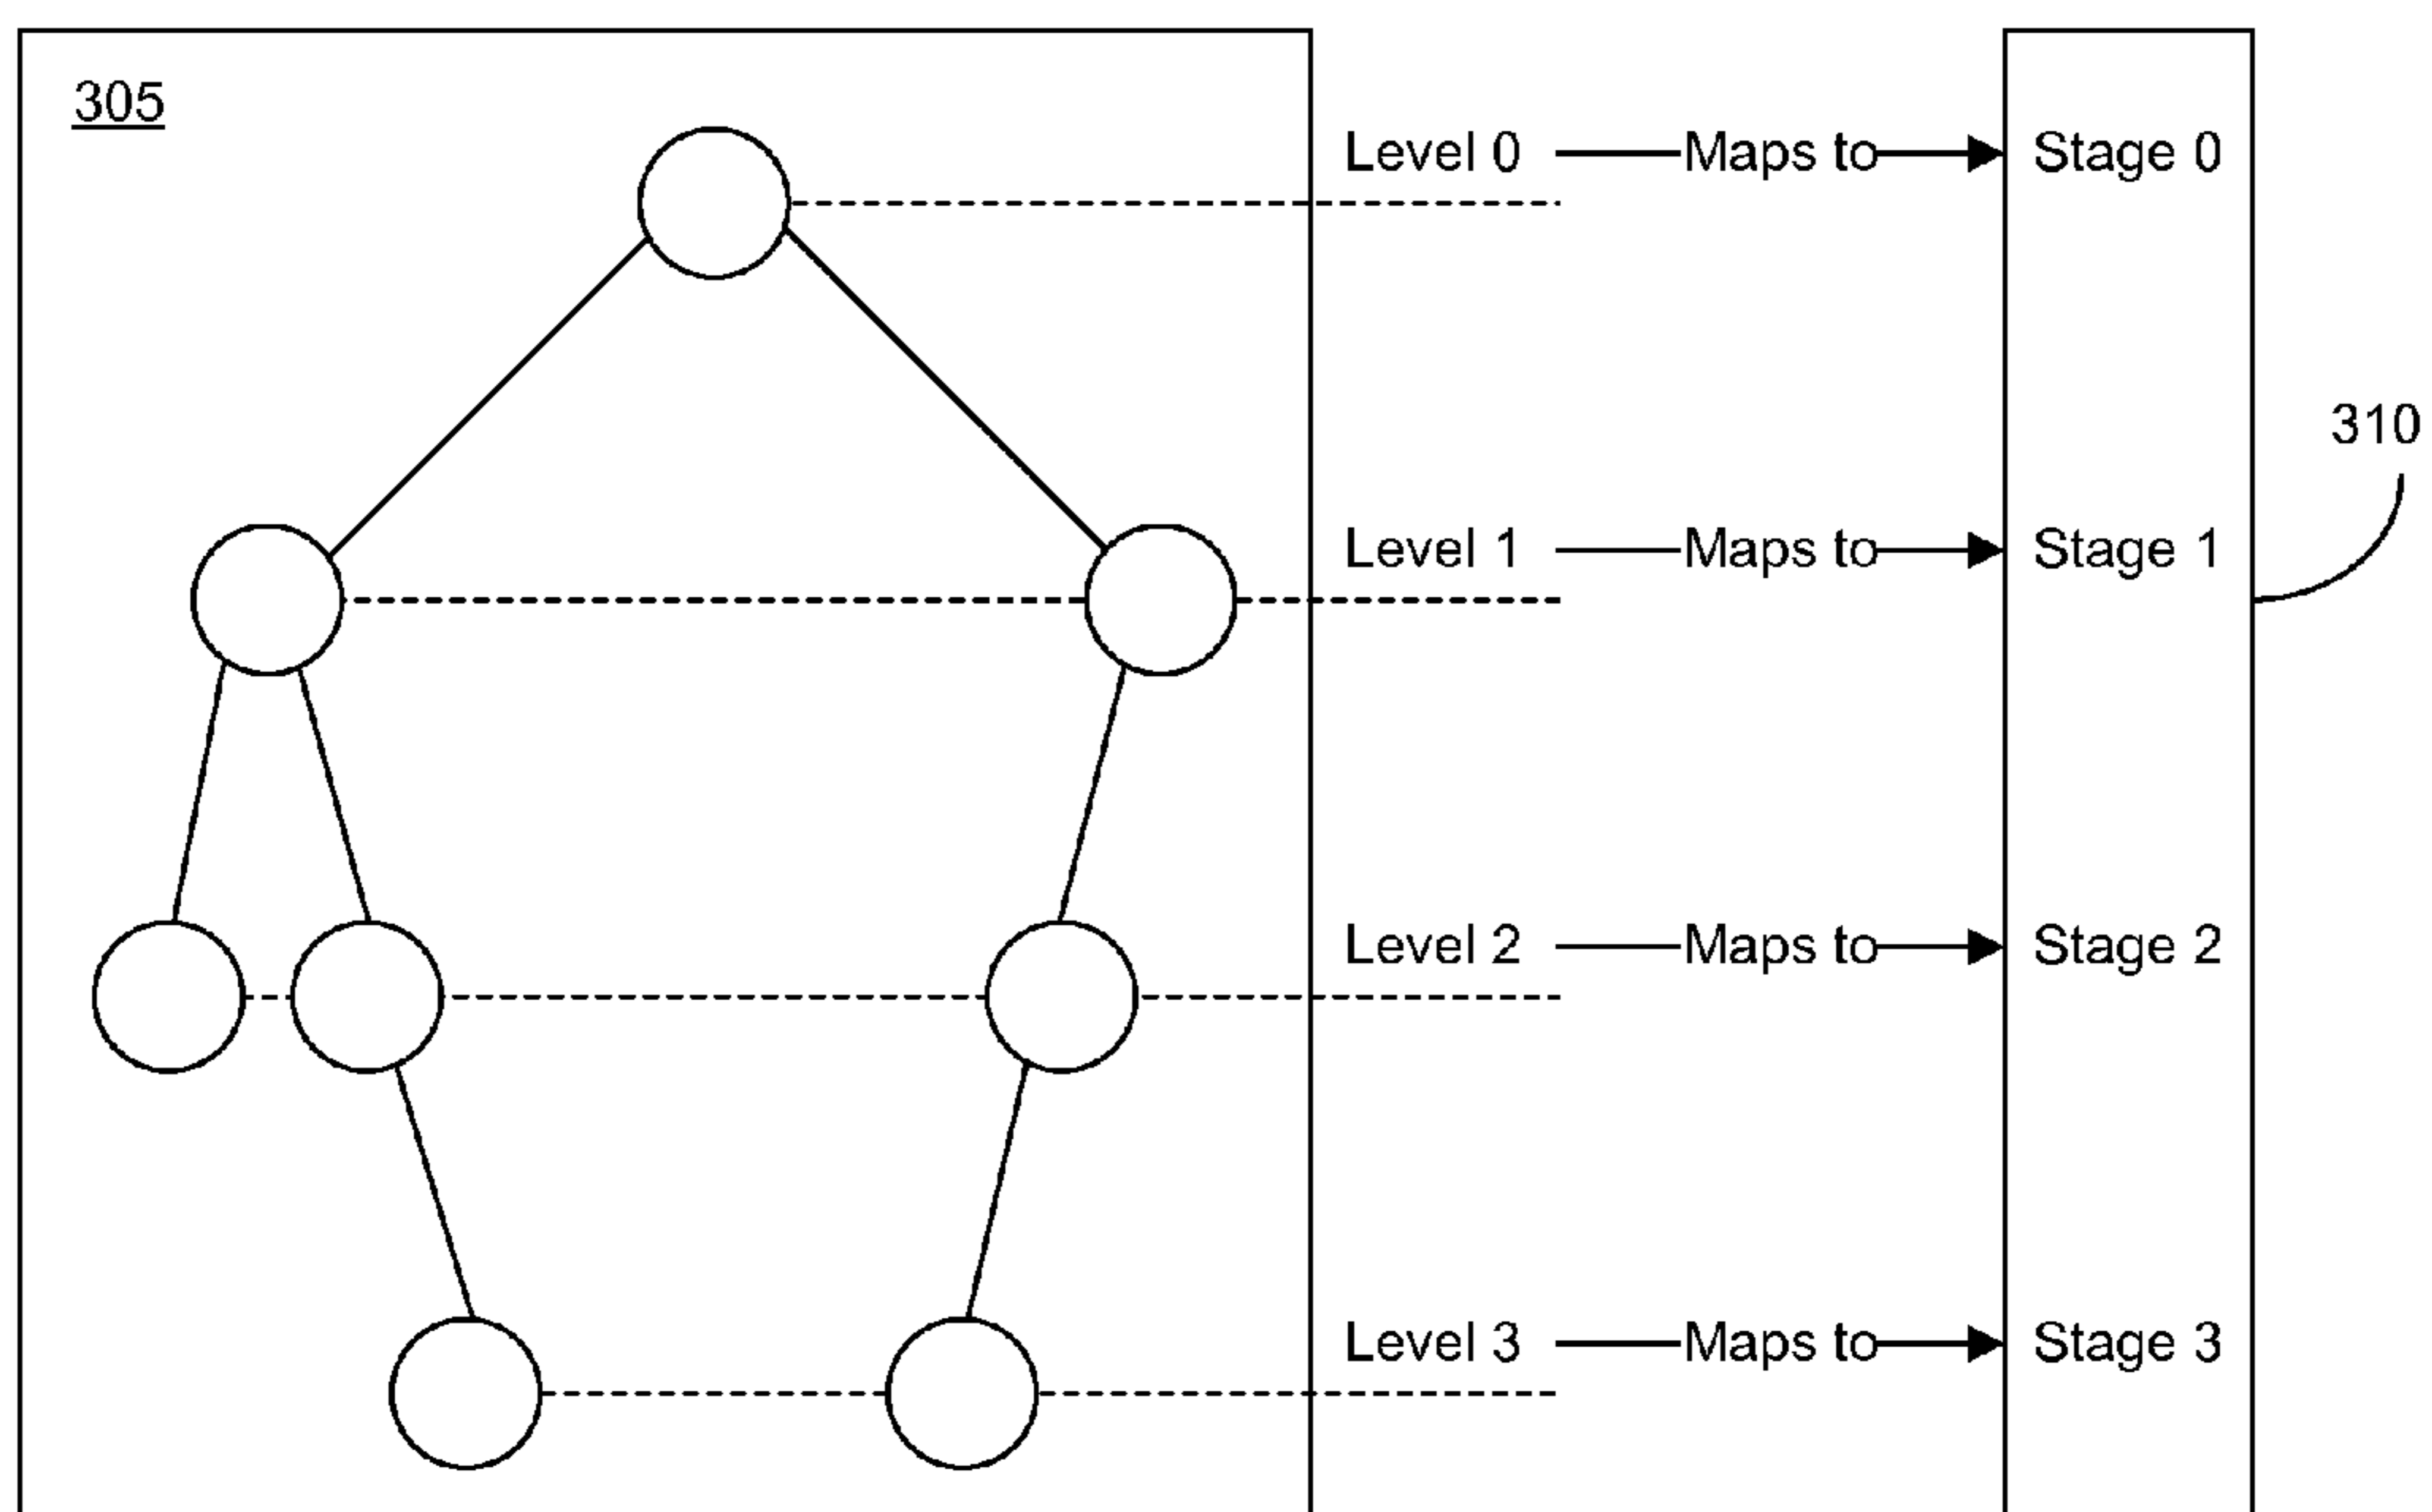 305
Level 0 Maps to Stage 0
310
Level 1 Maps to Stage 1
Level 2 Maps to Stage 2
Level 3 Maps to Stage 3